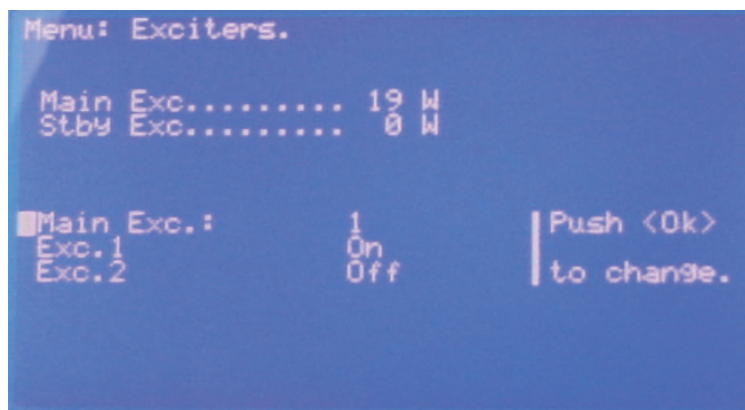 Menu: Exciters.
Main Exc......... 19 W
Stby Exc......... 0 W
Main Exc.: 1
Exc.1 On
Exc.2 Off
Push <Ok>
to change.